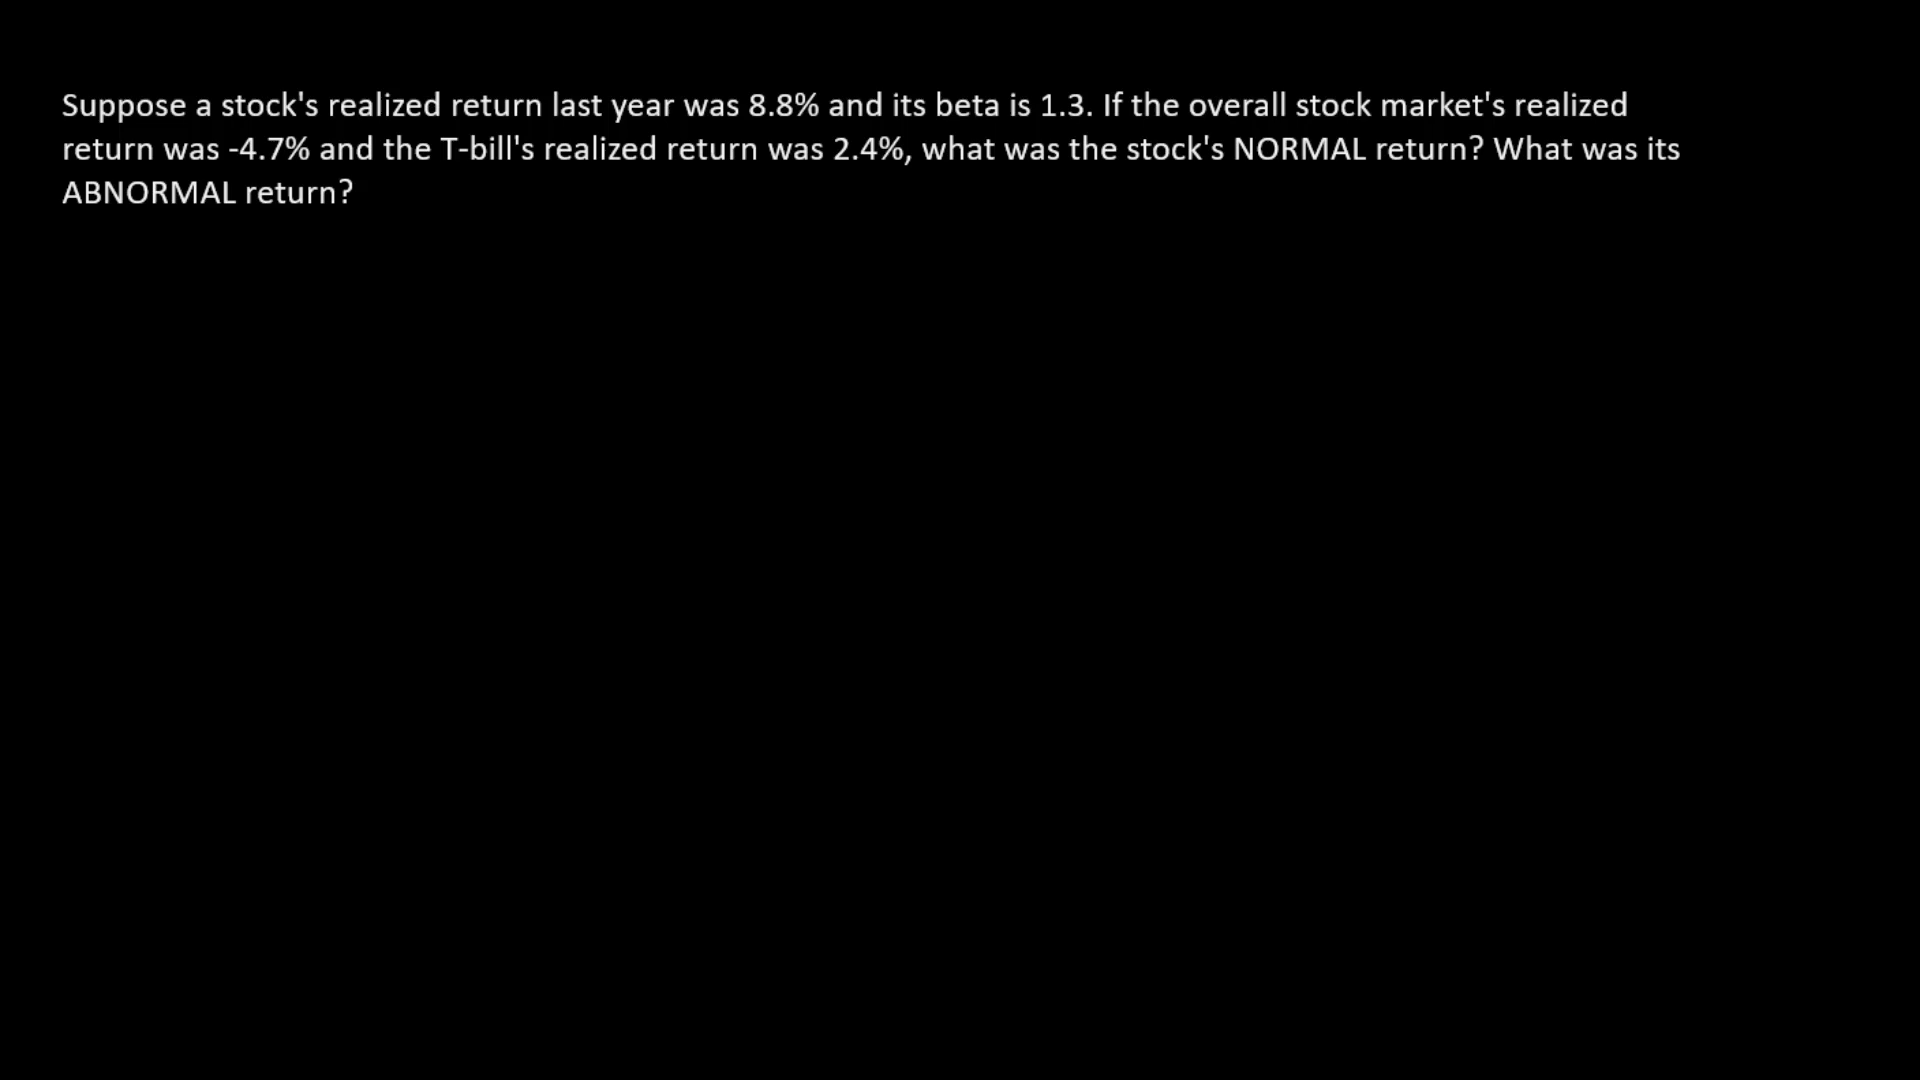 Suppose a stock's realized return last year was 8.8% and its beta is 1.3. If the overall stock market's realized
return was -4.7% and the T-bill's realized return was 2.4%, what was the stock's NORMAL return? What was its
ABNORMAL return?